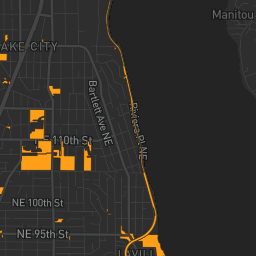 Manitou
AKE CITY
Bartlett Ave NE
Riviera Pl NE
E 110th St
NE 100th St
NE 95th St